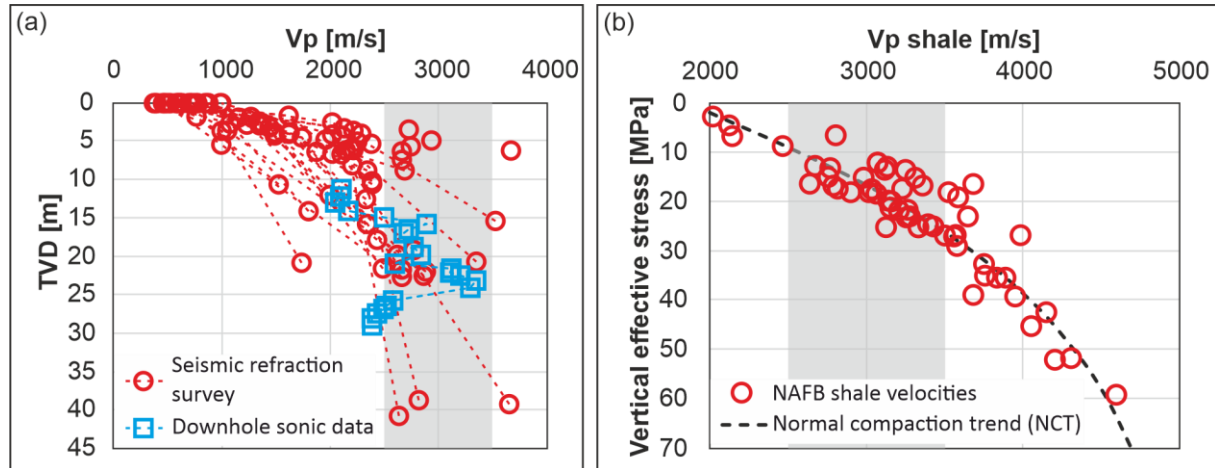 (a)
Vp [m/s]
0 1000 2000 3000 4000
TVD [m]
0
5
10
15
20
25
30
35
40
45
Seismic refraction
survey
Downhole sonic data
(b)
Vp shale [m/s]
2000 3000 4000 5000
Vertical effective stress [MPa]
0
10
20
30
40
50
60
70
NAFB shale velocities
Normal compaction trend (NCT)